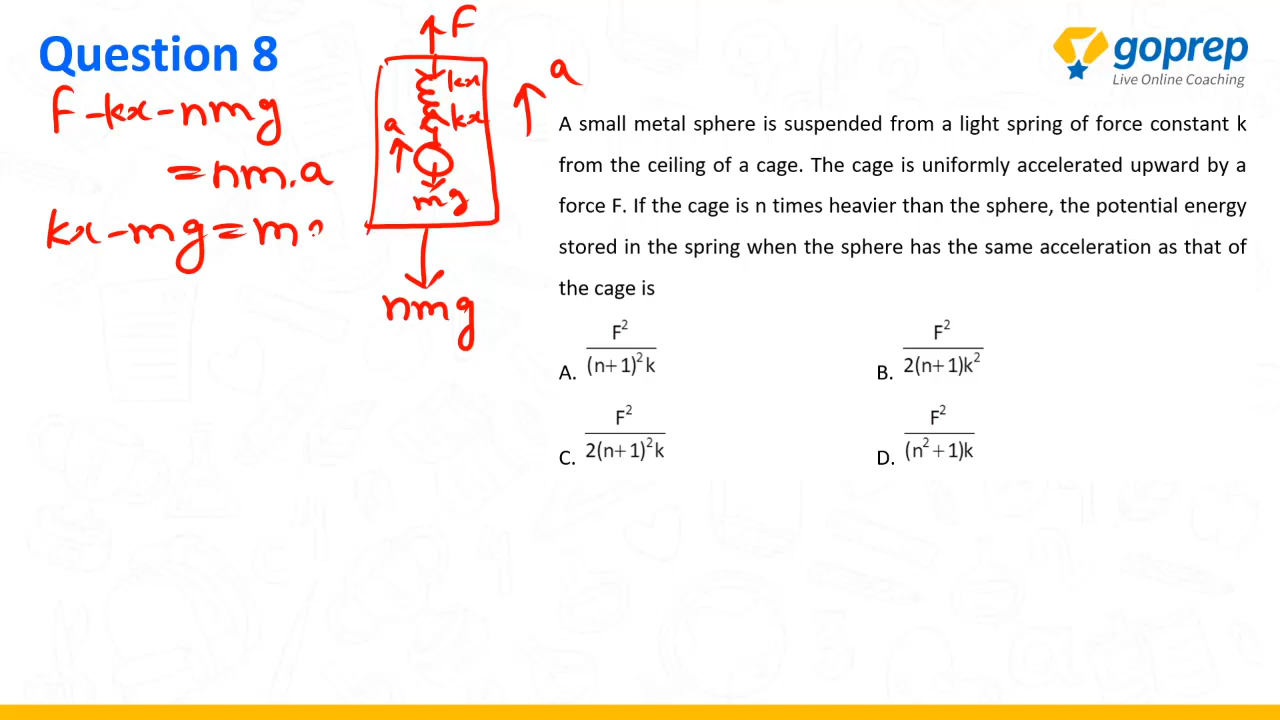 Question 8
F - kx - nmg
= nm.a
kx - mg = m
F
kx
kx
a
mg
nmg
a
goprep
Live Online Coaching
A small metal sphere is suspended from a light spring of force constant k
from the ceiling of a cage. The cage is uniformly accelerated upward by a
force F. If the cage is n times heavier than the sphere, the potential energy
stored in the spring when the sphere has the same acceleration as that of
the cage is
A. F²/((n+1)²k)
B. F²/(2(n+1)k²)
C. F²/(2(n+1)²k)
D. F²/((n²+1)k)